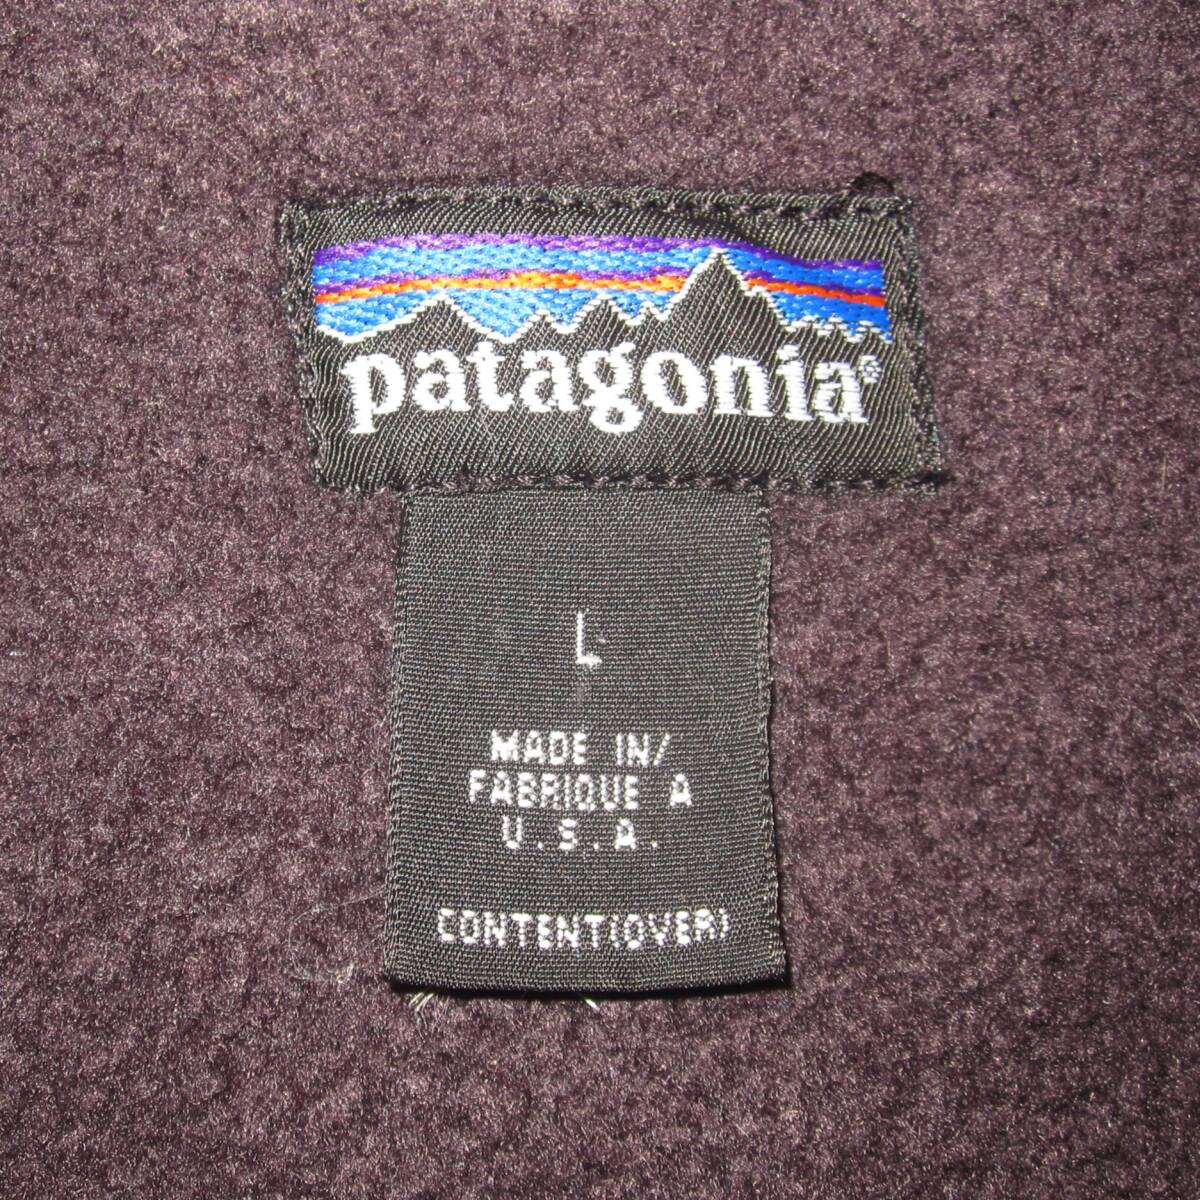 patagonia®
L
MADE IN/
FABRIQUE A
U.S.A.
CONTENT(OVER)